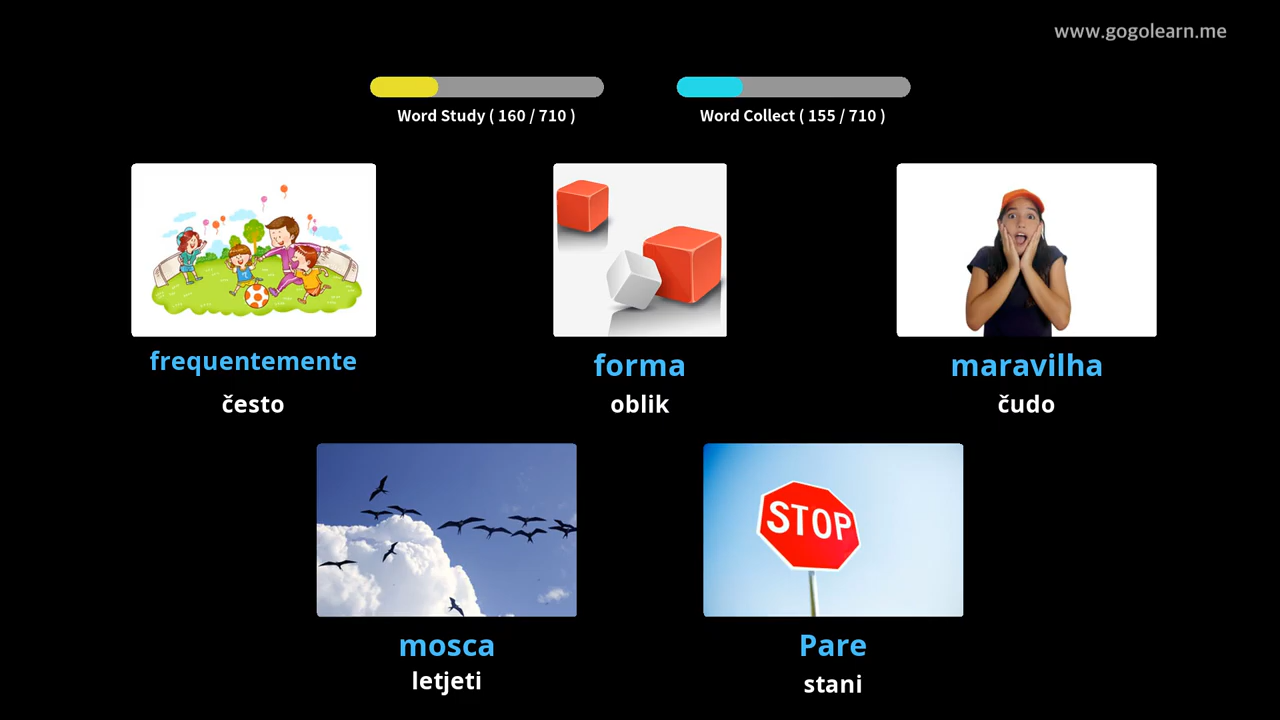 www.gogolearn.me
Word Study ( 160 / 710 )
Word Collect ( 155 / 710 )
frequentemente
forma
maravilha
često
oblik
čudo
STOP
mosca
Pare
letjeti
stani